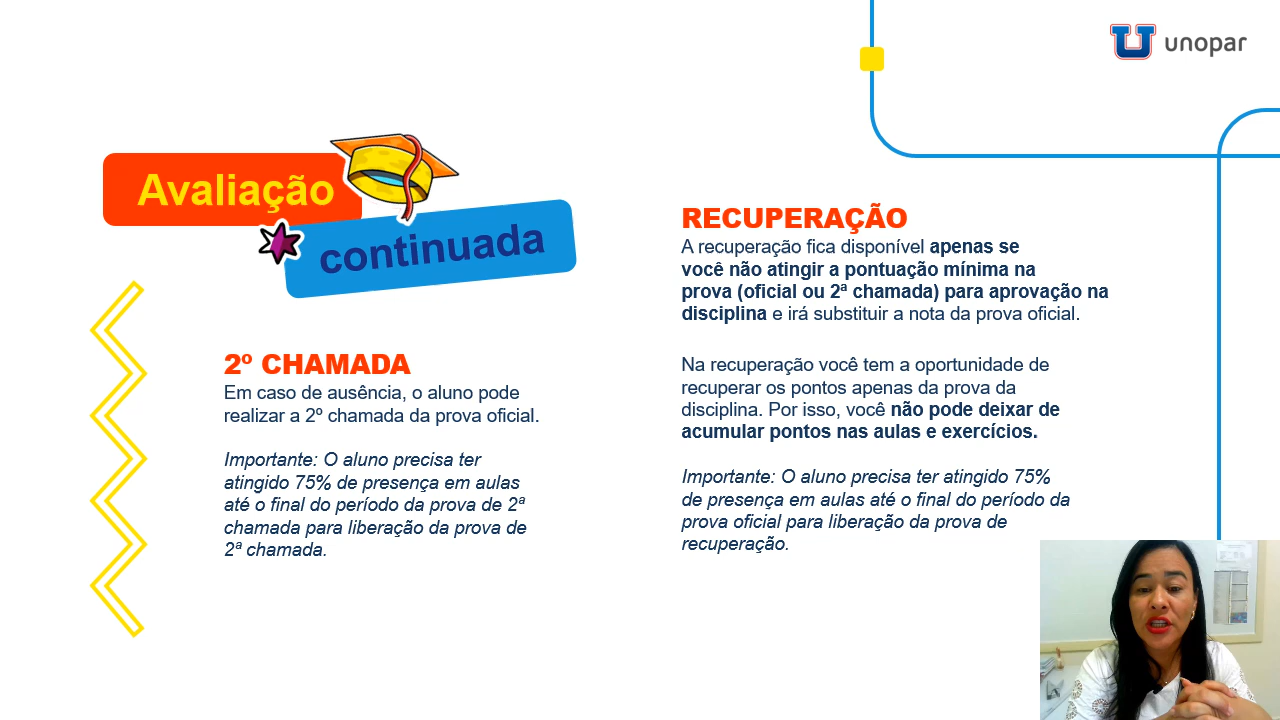 unopar
Avaliação
continuada
2º CHAMADA
Em caso de ausência, o aluno pode
realizar a 2º chamada da prova oficial.
Importante: O aluno precisa ter
atingido 75% de presença em aulas
até o final do período da prova de 2ª
chamada para liberação da prova de
2ª chamada.
RECUPERAÇÃO
A recuperação fica disponível apenas se
você não atingir a pontuação mínima na
prova (oficial ou 2ª chamada) para aprovação na
disciplina e irá substituir a nota da prova oficial.
Na recuperação você tem a oportunidade de
recuperar os pontos apenas da prova da
disciplina. Por isso, você não pode deixar de
acumular pontos nas aulas e exercícios.
Importante: O aluno precisa ter atingido 75%
de presença em aulas até o final do período da
prova oficial para liberação da prova de
recuperação.